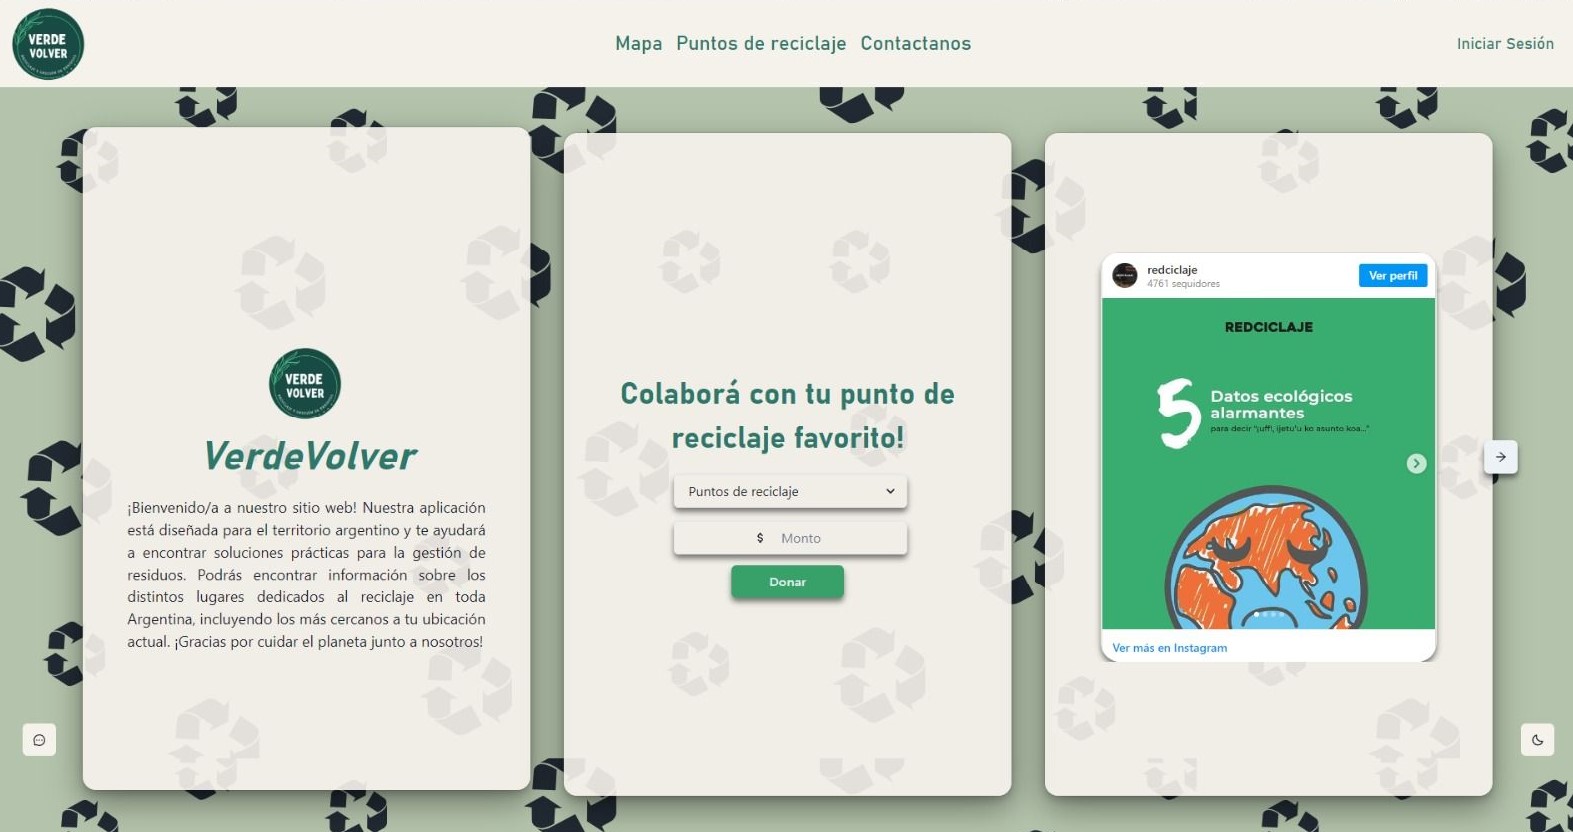 VERDE
VOLVER
Mapa Puntos de reciclaje Contactanos
Iniciar Sesión
VERDE
VOLVER
VerdeVolver
¡Bienvenido/a a nuestro sitio web! Nuestra aplicación
está diseñada para el territorio argentino y te ayudará
a encontrar soluciones prácticas para la gestión de
residuos. Podrás encontrar información sobre los
distintos lugares dedicados al reciclaje en toda
Argentina, incluyendo los más cercanos a tu ubicación
actual. ¡Gracias por cuidar el planeta junto a nosotros!
Colaborá con tu punto de
reciclaje favorito!
Puntos de reciclaje
$ Monto
Donar
redciclaje
4761 seguidores
Ver perfil
REDCICLAJE
5
Datos ecológicos
alarmantes
para decir "¡uff!, ¡jetu'u ko asunto koa..."
Ver más en Instagram